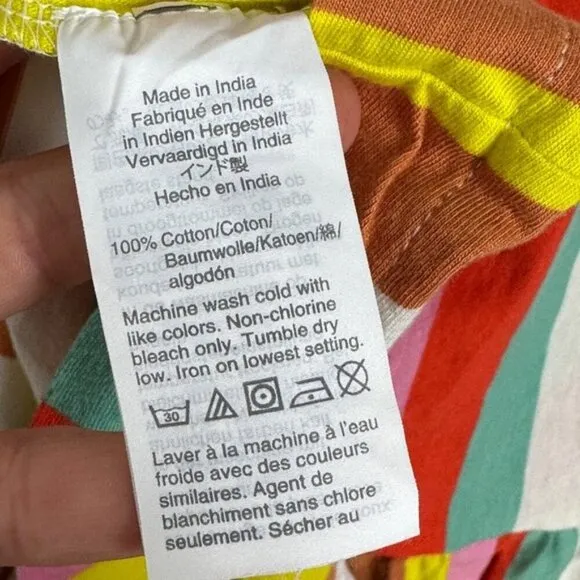 Made in India
Fabriqué en Inde
in Indien Hergestellt
Vervaardigd in India
インド製
Hecho en India
100% Cotton/Coton/
Baumwolle/Katoen/綿/
algodón
Machine wash cold with
like colors. Non-chlorine
bleach only. Tumble dry
low. Iron on lowest setting.
30
Laver à la machine à l'eau
froide avec des couleurs
similaires. Agent de
blanchiment sans chlore
seulement. Sécher au